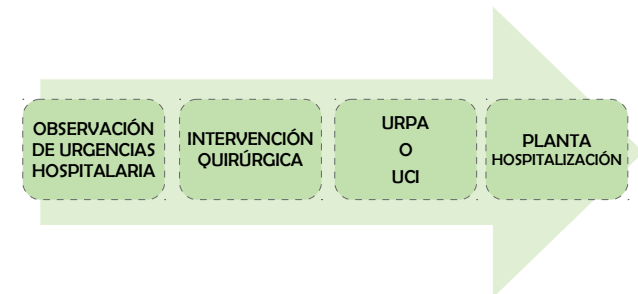 OBSERVACIÓN
DE URGENCIAS
HOSPITALARIA
INTERVENCIÓN
QUIRÚRGICA
URPA
O
UCI
PLANTA
HOSPITALIZACIÓN